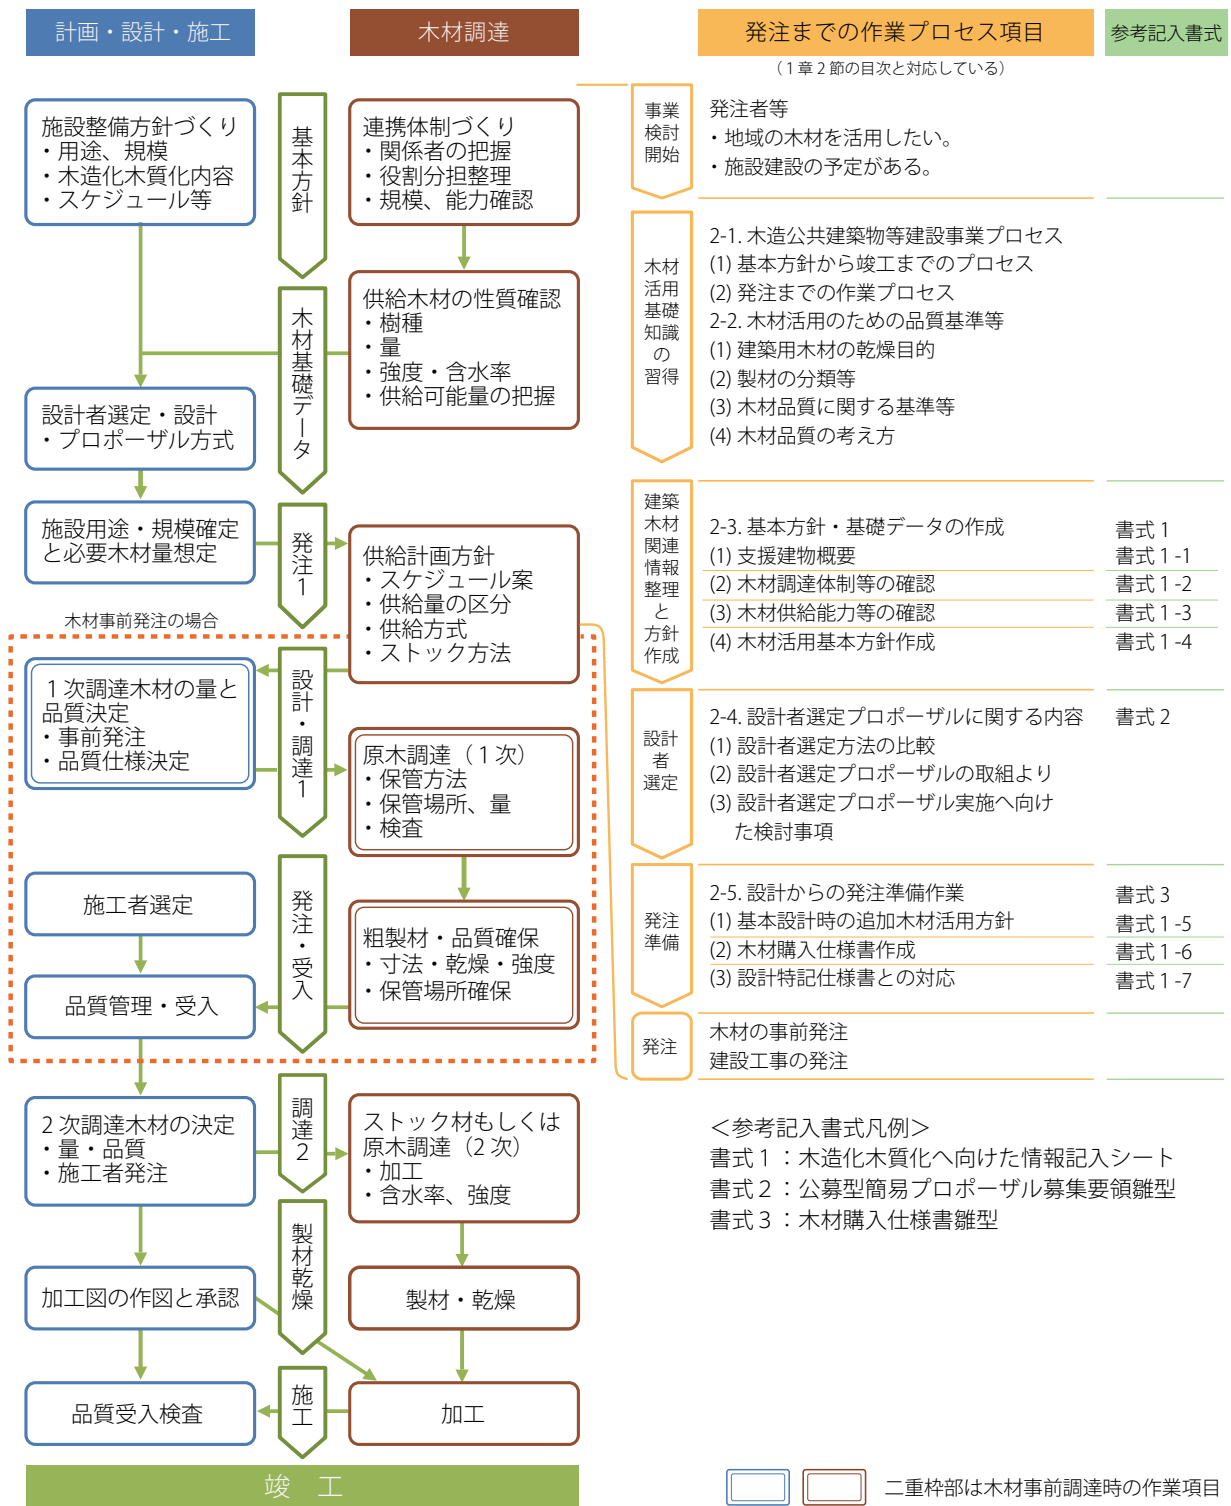 計画・設計・施工
木材調達
発注までの作業プロセス項目
参考記入書式
（1章2節の目次と対応している）
施設整備方針づくり
・用途、規模
・木造化木質化内容
・スケジュール等
基本方針
連携体制づくり
・関係者の把握
・役割分担整理
・規模、能力確認
木材基礎データ
供給木材の性質確認
・樹種
・量
・強度・含水率
・供給可能量の把握
設計者選定・設計
・プロポーザル方式
施設用途・規模確定
と必要木材量想定
発注1
供給計画方針
・スケジュール案
・供給量の区分
・供給方式
・ストック方法
木材事前発注の場合
1次調達木材の量と
品質決定
・事前発注
・品質仕様決定
設計・調達1
原木調達（1次）
・保管方法
・保管場所、量
・検査
施工者選定
発注・受入
粗製材・品質確保
・寸法・乾燥・強度
・保管場所確保
品質管理・受入
2次調達木材の決定
・量・品質
・施工者発注
調達2
ストック材もしくは
原木調達（2次）
・加工
・含水率、強度
製材乾燥
加工図の作図と承認
製材・乾燥
品質受入検査
施工
加工
竣　工
事業
検討
開始
発注者等
・地域の木材を活用したい。
・施設建設の予定がある。
木材
活用
基礎
知識
の
習得
2-1. 木造公共建築物等建設事業プロセス
(1) 基本方針から竣工までのプロセス
(2) 発注までの作業プロセス
2-2. 木材活用のための品質基準等
(1) 建築用木材の乾燥目的
(2) 製材の分類等
(3) 木材品質に関する基準等
(4) 木材品質の考え方
建築
木材
関連
情報
整理
と
方針
作成
2-3. 基本方針・基礎データの作成
書式 1
(1) 支援建物概要
書式 1-1
(2) 木材調達体制等の確認
書式 1-2
(3) 木材供給能力等の確認
書式 1-3
(4) 木材活用基本方針作成
書式 1-4
設計
者
選定
2-4. 設計者選定プロポーザルに関する内容
書式 2
(1) 設計者選定方法の比較
(2) 設計者選定プロポーザルの取組より
(3) 設計者選定プロポーザル実施へ向け
た検討事項
発注
準備
2-5. 設計からの発注準備作業
書式 3
(1) 基本設計時の追加木材活用方針
書式 1-5
(2) 木材購入仕様書作成
書式 1-6
(3) 設計特記仕様書との対応
書式 1-7
発注
木材の事前発注
建設工事の発注
＜参考記入書式凡例＞
書式1：木造化木質化へ向けた情報記入シート
書式2：公募型簡易プロポーザル募集要領雛型
書式3：木材購入仕様書雛型
二重枠部は木材事前調達時の作業項目